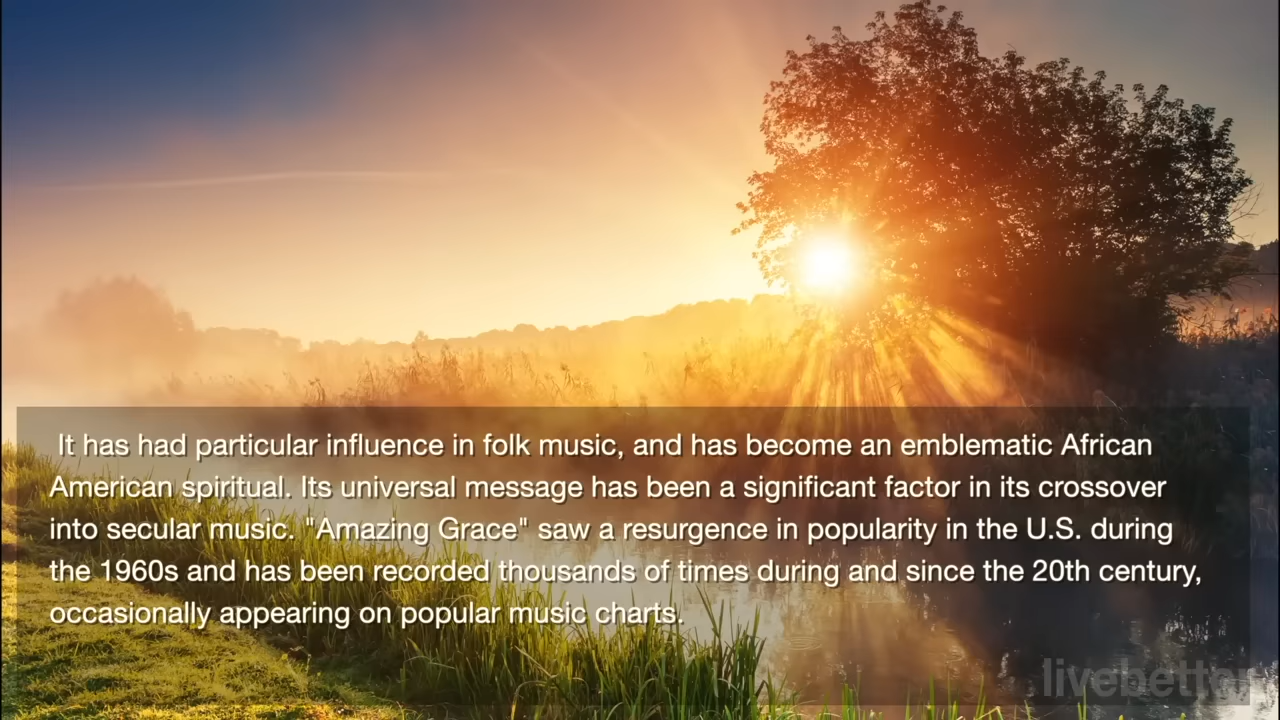 It has had particular influence in folk music, and has become an emblematic African
American spiritual. Its universal message has been a significant factor in its crossover
into secular music. "Amazing Grace" saw a resurgence in popularity in the U.S. during
the 1960s and has been recorded thousands of times during and since the 20th century,
occasionally appearing on popular music charts.
livebetter